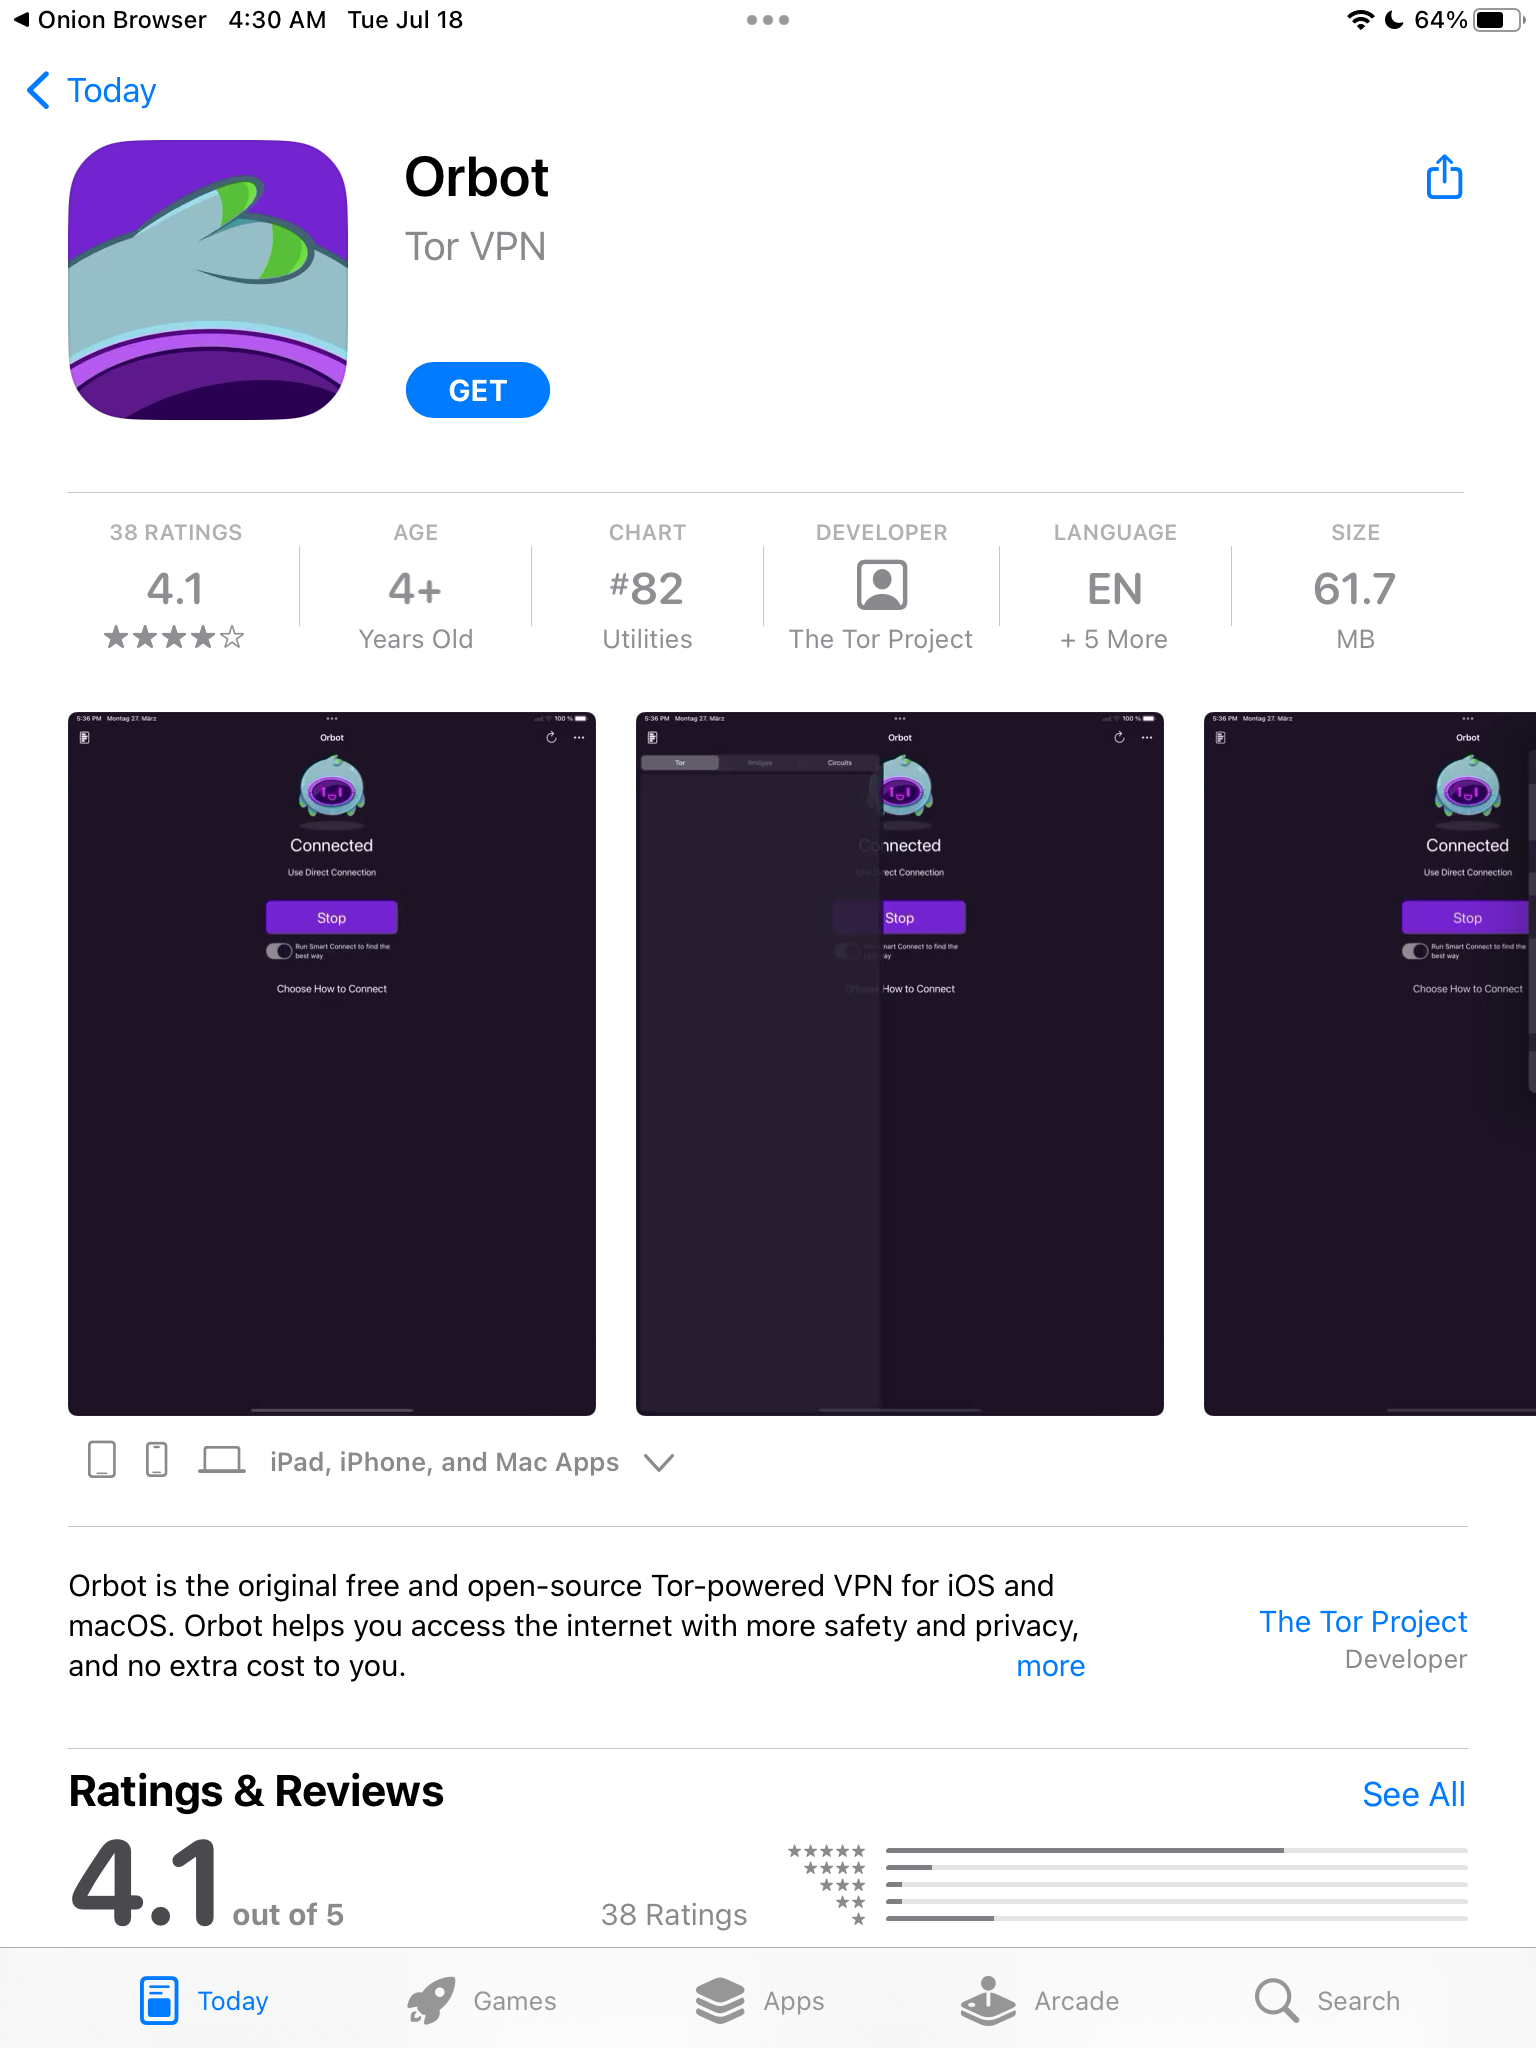 ◀ Onion Browser 4:30 AM Tue Jul 18 64%
Today
Orbot
Tor VPN
GET
38 RATINGS
4.1
AGE
4+
Years Old
CHART
#82
Utilities
DEVELOPER
The Tor Project
LANGUAGE
EN
+ 5 More
SIZE
61.7
MB
5:36 PM Montag 27. März 100 %
Orbot
Connected
Use Direct Connection
Stop
Run Smart Connect to find the
best way
Choose How to Connect
5:36 PM Montag 27. März 100 %
Orbot
Tor Bridges Circuits
Connected
Use Direct Connection
Stop
Smart Connect to find the
way
Choose How to Connect
5:36 PM Montag 27. März
Orbot
Connected
Use Direct Connection
Stop
Run Smart Connect to find the
best way
Choose How to Connect
iPad, iPhone, and Mac Apps
Orbot is the original free and open-source Tor-powered VPN for iOS and
macOS. Orbot helps you access the internet with more safety and privacy,
and no extra cost to you. more
The Tor Project
Developer
Ratings & Reviews
See All
4.1 out of 5
38 Ratings
Today Games Apps Arcade Search